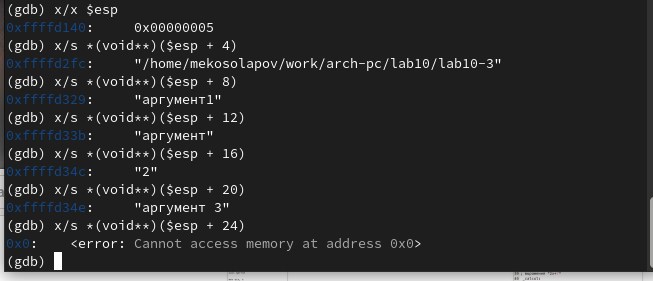 (gdb) x/x $esp
0xffffd140: 0x00000005
(gdb) x/s *(void**)($esp + 4)
0xffffd2fc: "/home/mekosolapov/work/arch-pc/lab10/lab10-3"
(gdb) x/s *(void**)($esp + 8)
0xffffd329: "аргумент1"
(gdb) x/s *(void**)($esp + 12)
0xffffd33b: "аргумент"
(gdb) x/s *(void**)($esp + 16)
0xffffd34c: "2"
(gdb) x/s *(void**)($esp + 20)
0xffffd34e: "аргумент 3"
(gdb) x/s *(void**)($esp + 24)
0x0: <error: Cannot access memory at address 0x0>
(gdb)